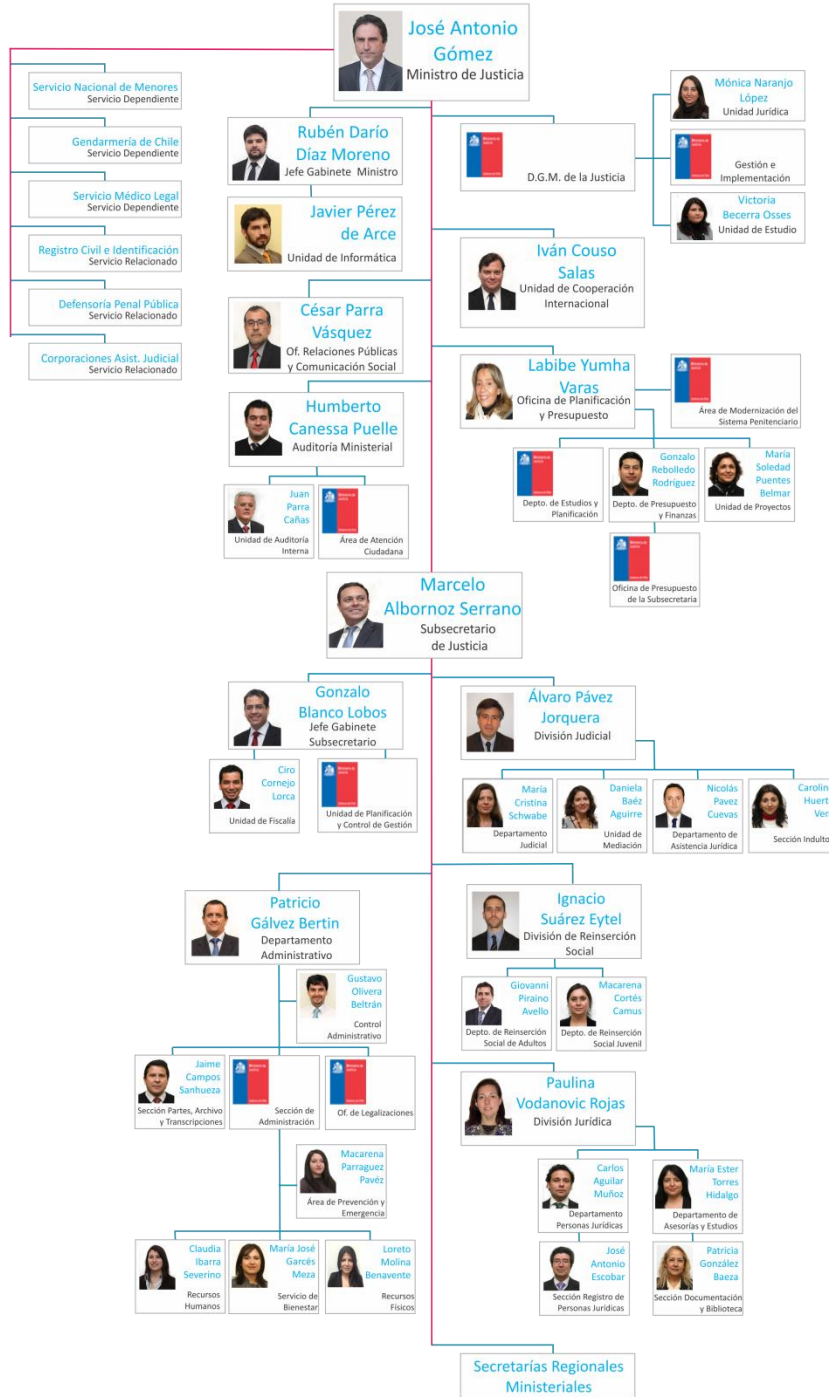 José Antonio
Gómez
Ministro de Justicia
Servicio Nacional de Menores
Servicio Dependiente
Gendarmería de Chile
Servicio Dependiente
Servicio Médico Legal
Servicio Dependiente
Registro Civil e Identificación
Servicio Relacionado
Defensoría Penal Pública
Servicio Relacionado
Corporaciones Asist. Judicial
Servicio Relacionado
Rubén Darío
Díaz Moreno
Jefe Gabinete Ministro
Javier Pérez
de Arce
Unidad de Informática
César Parra
Vásquez
Of. Relaciones Públicas
y Comunicación Social
Humberto
Canessa Puelle
Auditoría Ministerial
Juan
Parra
Cañas
Unidad de Auditoría
Interna
Área de Atención
Ciudadana
D.G.M. de la Justicia
Mónica Naranjo
López
Unidad Jurídica
Gestión e
Implementación
Victoria
Becerra Osses
Unidad de Estudio
Iván Couso
Salas
Unidad de Cooperación
Internacional
Labibe Yumha
Varas
Oficina de Planificación
y Presupuesto
Área de Modernización del
Sistema Penitenciario
Depto. de Estudios y
Planificación
Gonzalo
Rebolledo
Rodríguez
Depto. de Presupuesto
y Finanzas
María
Soledad
Puentes
Belmar
Unidad de Proyectos
Oficina de Presupuesto
de la Subsecretaria
Marcelo
Albornoz Serrano
Subsecretario
de Justicia
Gonzalo
Blanco Lobos
Jefe Gabinete
Subsecretario
Ciro
Cornejo
Lorca
Unidad de Fiscalía
Unidad de Planificación
y Control de Gestión
Álvaro Pávez
Jorquera
División Judicial
María
Cristina
Schwabe
Departamento
Judicial
Daniela
Baéz
Aguirre
Unidad de
Mediación
Nicolás
Pavez
Cuevas
Departamento de
Asistencia Jurídica
Carolin
Huert
Ver
Sección Indulto
Patricio
Gálvez Bertin
Departamento
Administrativo
Gustavo
Olivera
Beltrán
Control
Administrativo
Jaime
Campos
Sanhueza
Sección Partes, Archivo
y Transcripciones
Sección de
Administración
Of. de Legalizaciones
Macarena
Parraguez
Pavéz
Área de Prevención y
Emergencia
Claudia
Ibarra
Severino
Recursos
Humanos
María José
Garcés
Meza
Servicio de
Bienestar
Loreto
Molina
Benavente
Recursos
Físicos
Ignacio
Suárez Eytel
División de Reinserción
Social
Giovanni
Piraino
Avello
Depto. de Reinserción
Social de Adultos
Macarena
Cortés
Camus
Depto. de Reinserción
Social Juvenil
Paulina
Vodanovic Rojas
División Jurídica
Carlos
Aguilar
Muñoz
Departamento
Personas Jurídicas
María Ester
Torres
Hidalgo
Departamento de
Asesorías y Estudios
José
Antonio
Escobar
Sección Registro de
Personas Jurídicas
Patricia
González
Baeza
Sección Documentación
y Biblioteca
Secretarías Regionales
Ministeriales